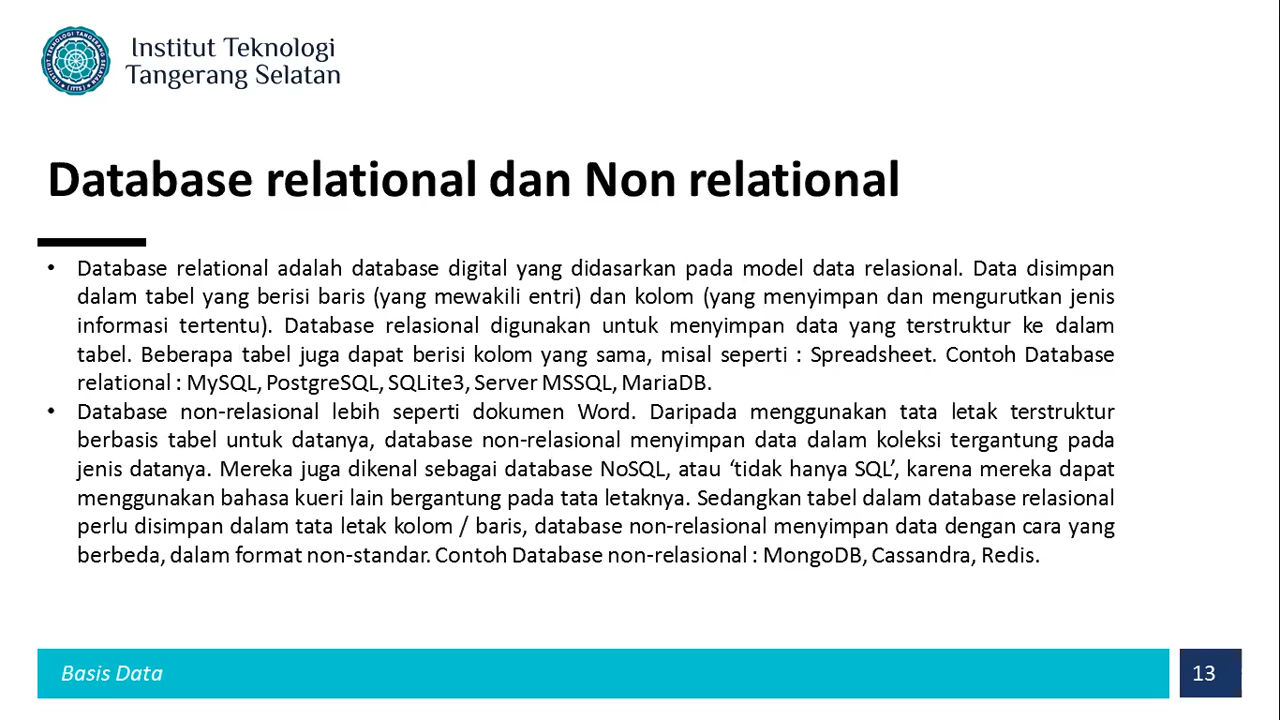 Institut Teknologi
Tangerang Selatan
Database relational dan Non relational
• Database relational adalah database digital yang didasarkan pada model data relasional. Data disimpan
dalam tabel yang berisi baris (yang mewakili entri) dan kolom (yang menyimpan dan mengurutkan jenis
informasi tertentu). Database relasional digunakan untuk menyimpan data yang terstruktur ke dalam
tabel. Beberapa tabel juga dapat berisi kolom yang sama, misal seperti : Spreadsheet. Contoh Database
relational : MySQL, PostgreSQL, SQLite3, Server MSSQL, MariaDB.
• Database non-relasional lebih seperti dokumen Word. Daripada menggunakan tata letak terstruktur
berbasis tabel untuk datanya, database non-relasional menyimpan data dalam koleksi tergantung pada
jenis datanya. Mereka juga dikenal sebagai database NoSQL, atau ‘tidak hanya SQL’, karena mereka dapat
menggunakan bahasa kueri lain bergantung pada tata letaknya. Sedangkan tabel dalam database relasional
perlu disimpan dalam tata letak kolom / baris, database non-relasional menyimpan data dengan cara yang
berbeda, dalam format non-standar. Contoh Database non-relasional : MongoDB, Cassandra, Redis.
Basis Data
13